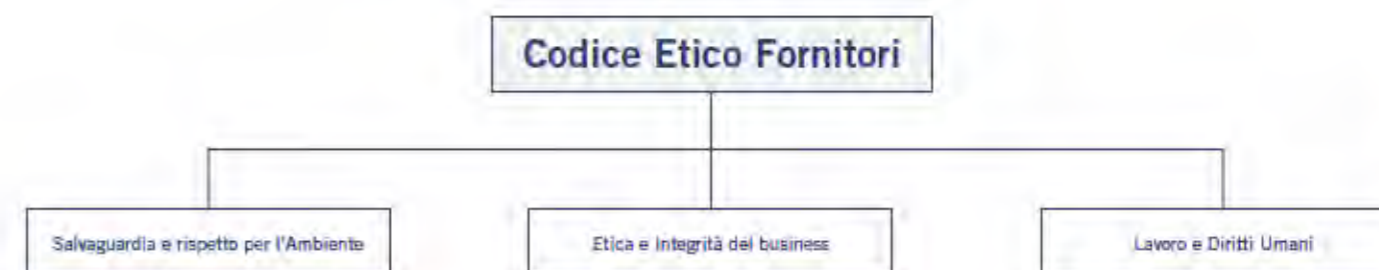 Codice Etico Fornitori
Salvaguardia e rispetto per l'Ambiente
Etica e Integrità del business
Lavoro e Diritti Umani